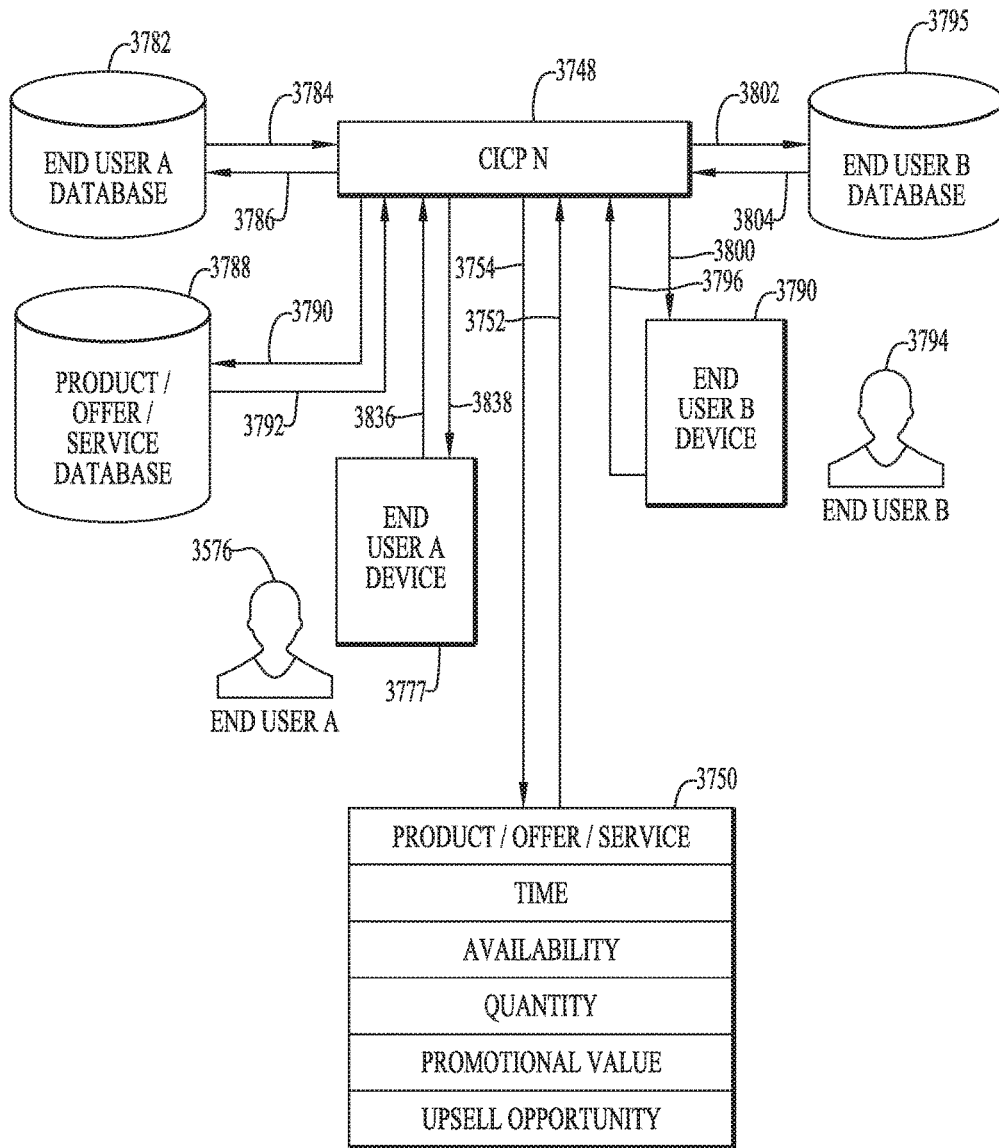 3782
3795
3784
3748
3802
END USER A
DATABASE
CICP N
END USER B
DATABASE
3786
3804
3788
3790
3792
PRODUCT /
OFFER /
SERVICE
DATABASE
3836
3838
3754
3752
3800
3796
3790
END
USER B
DEVICE
3794
END USER B
END
USER A
DEVICE
3576
END USER A
3777
3750
PRODUCT / OFFER / SERVICE
TIME
AVAILABILITY
QUANTITY
PROMOTIONAL VALUE
UPSELL OPPORTUNITY